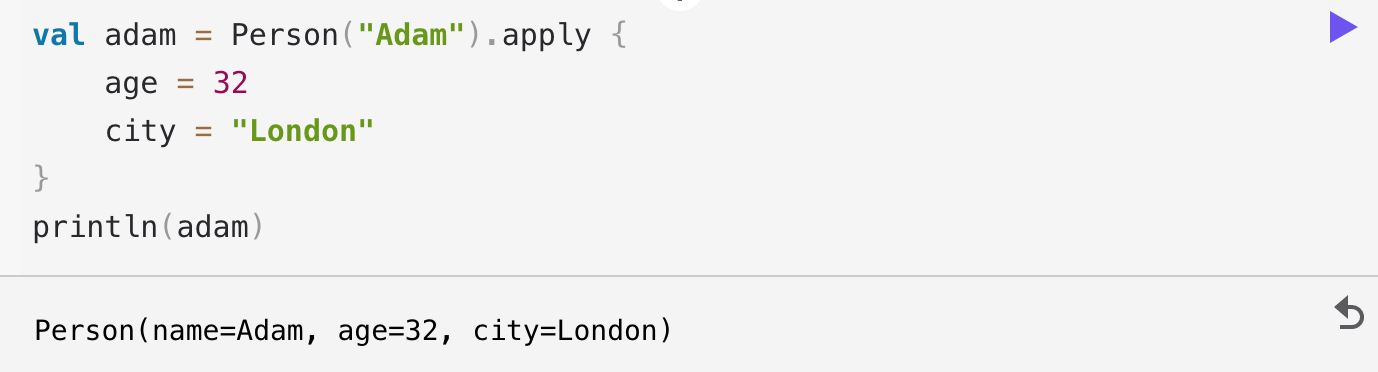 val adam = Person("Adam").apply {
    age = 32
    city = "London"
}
println(adam)
Person(name=Adam, age=32, city=London)